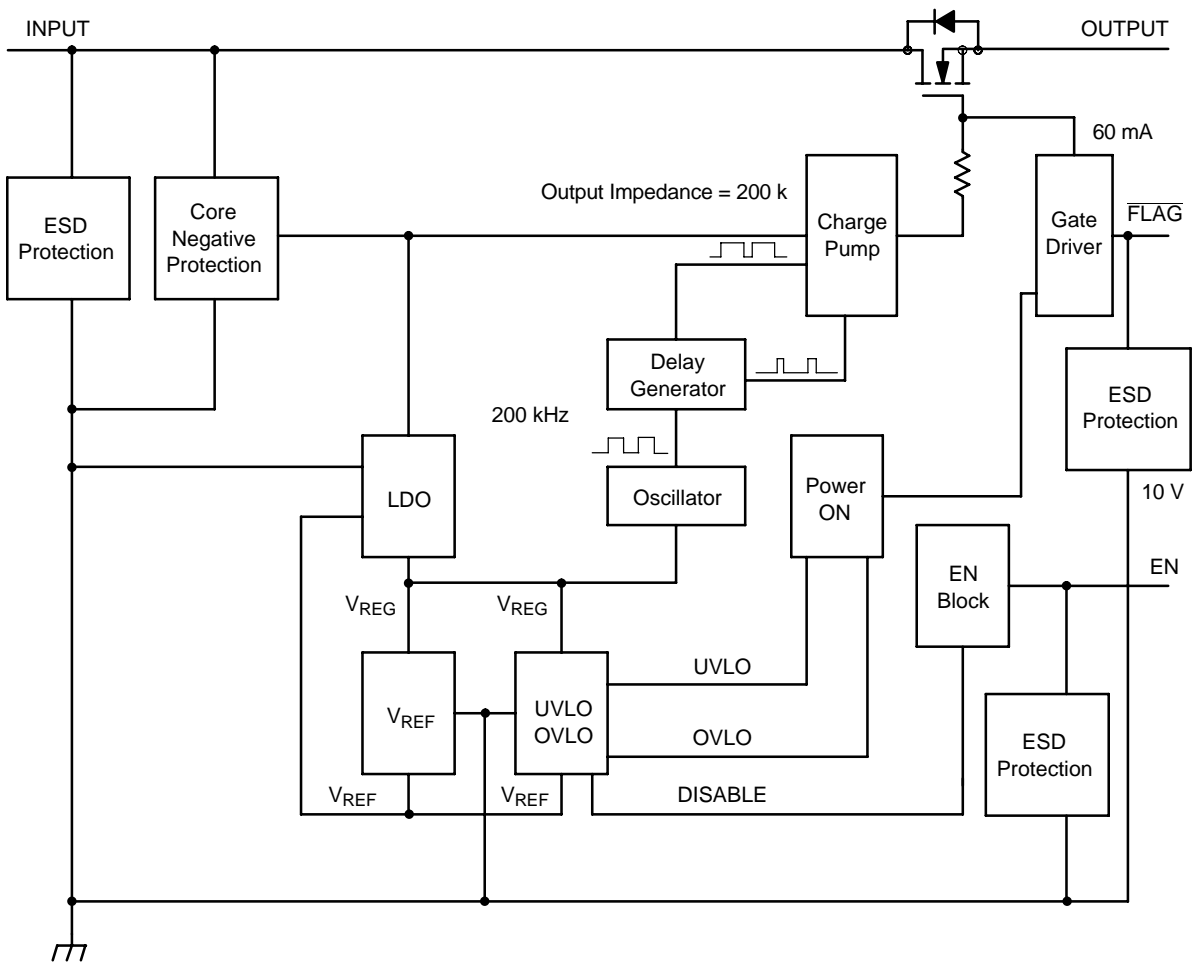 INPUT
OUTPUT
60 mA
Output Impedance = 200 k
ESD
Protection
Core
Negative
Protection
Charge
Pump
Gate
Driver
FLAG
Delay
Generator
ESD
Protection
200 kHz
LDO
Oscillator
Power
ON
10 V
EN
Block
EN
VREG
VREG
UVLO
VREF
UVLO
OVLO
OVLO
ESD
Protection
VREF
VREF
DISABLE